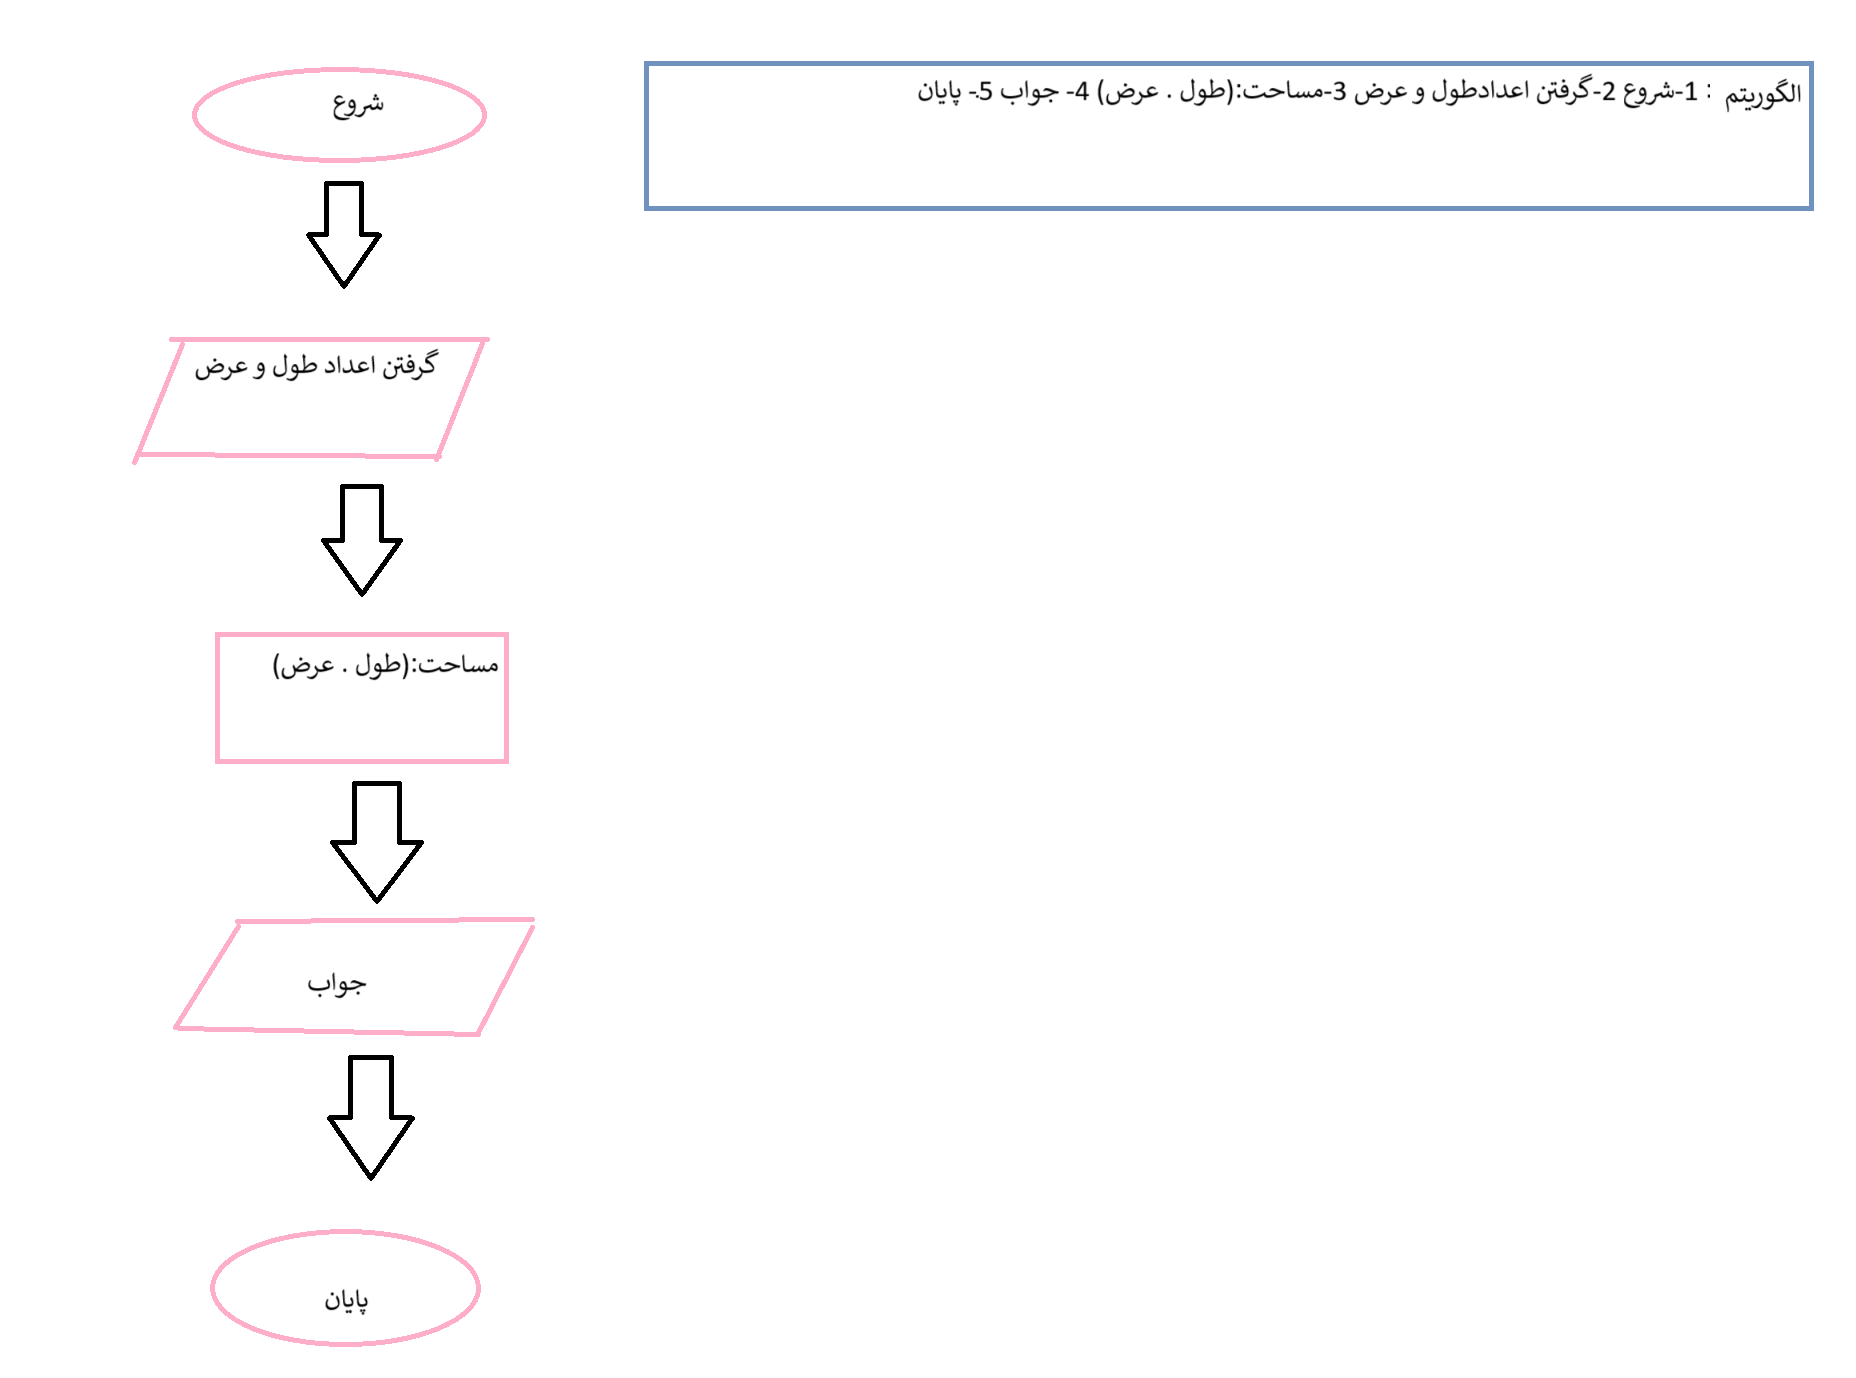 الگوریتم : 1-شروع 2-گرفتن اعدادطول و عرض 3-مساحت:(طول . عرض) 4- جواب 5- پایان
شروع
گرفتن اعداد طول و عرض
مساحت:(طول . عرض)
جواب
پایان